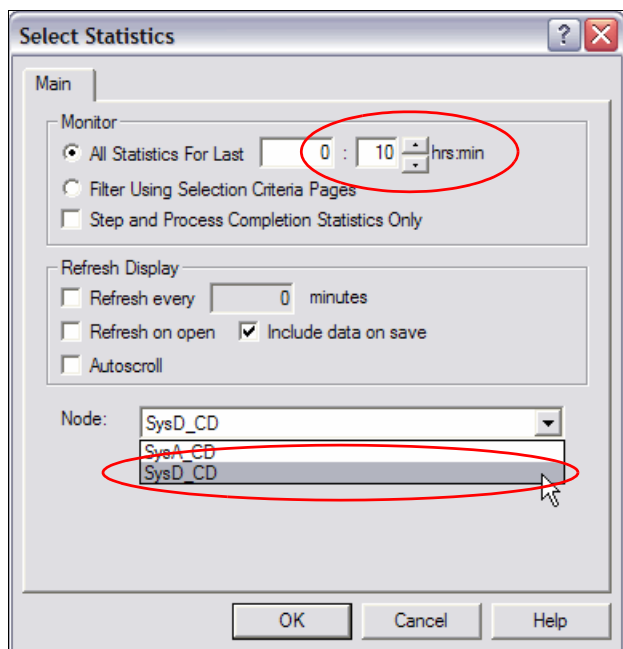 Select Statistics
?
Main
Monitor
All Statistics For Last 0 : 10 hrs:min
Filter Using Selection Criteria Pages
Step and Process Completion Statistics Only
Refresh Display
Refresh every 0 minutes
Refresh on open Include data on save
Autoscroll
Node: SysD_CD
SysA_CD
SysD_CD
OK Cancel Help